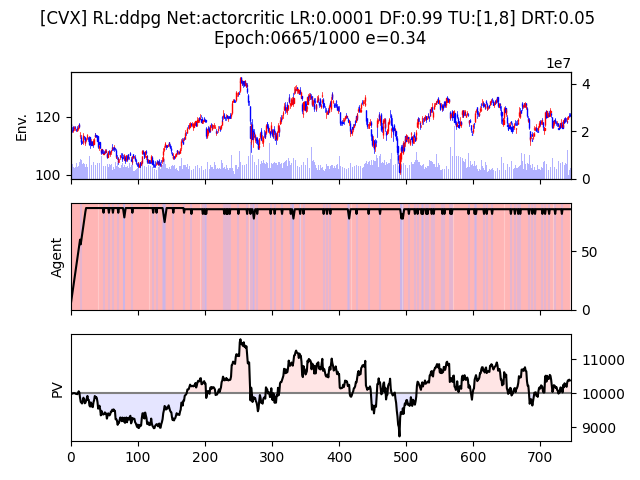 [CVX] RL:ddpg Net:actorcritic LR:0.0001 DF:0.99 TU:[1,8] DRT:0.05
Epoch:0665/1000 e=0.34
1e7
Env.
120
100
4
2
0
Agent
50
0
PV
11000
10000
9000
0 100 200 300 400 500 600 700